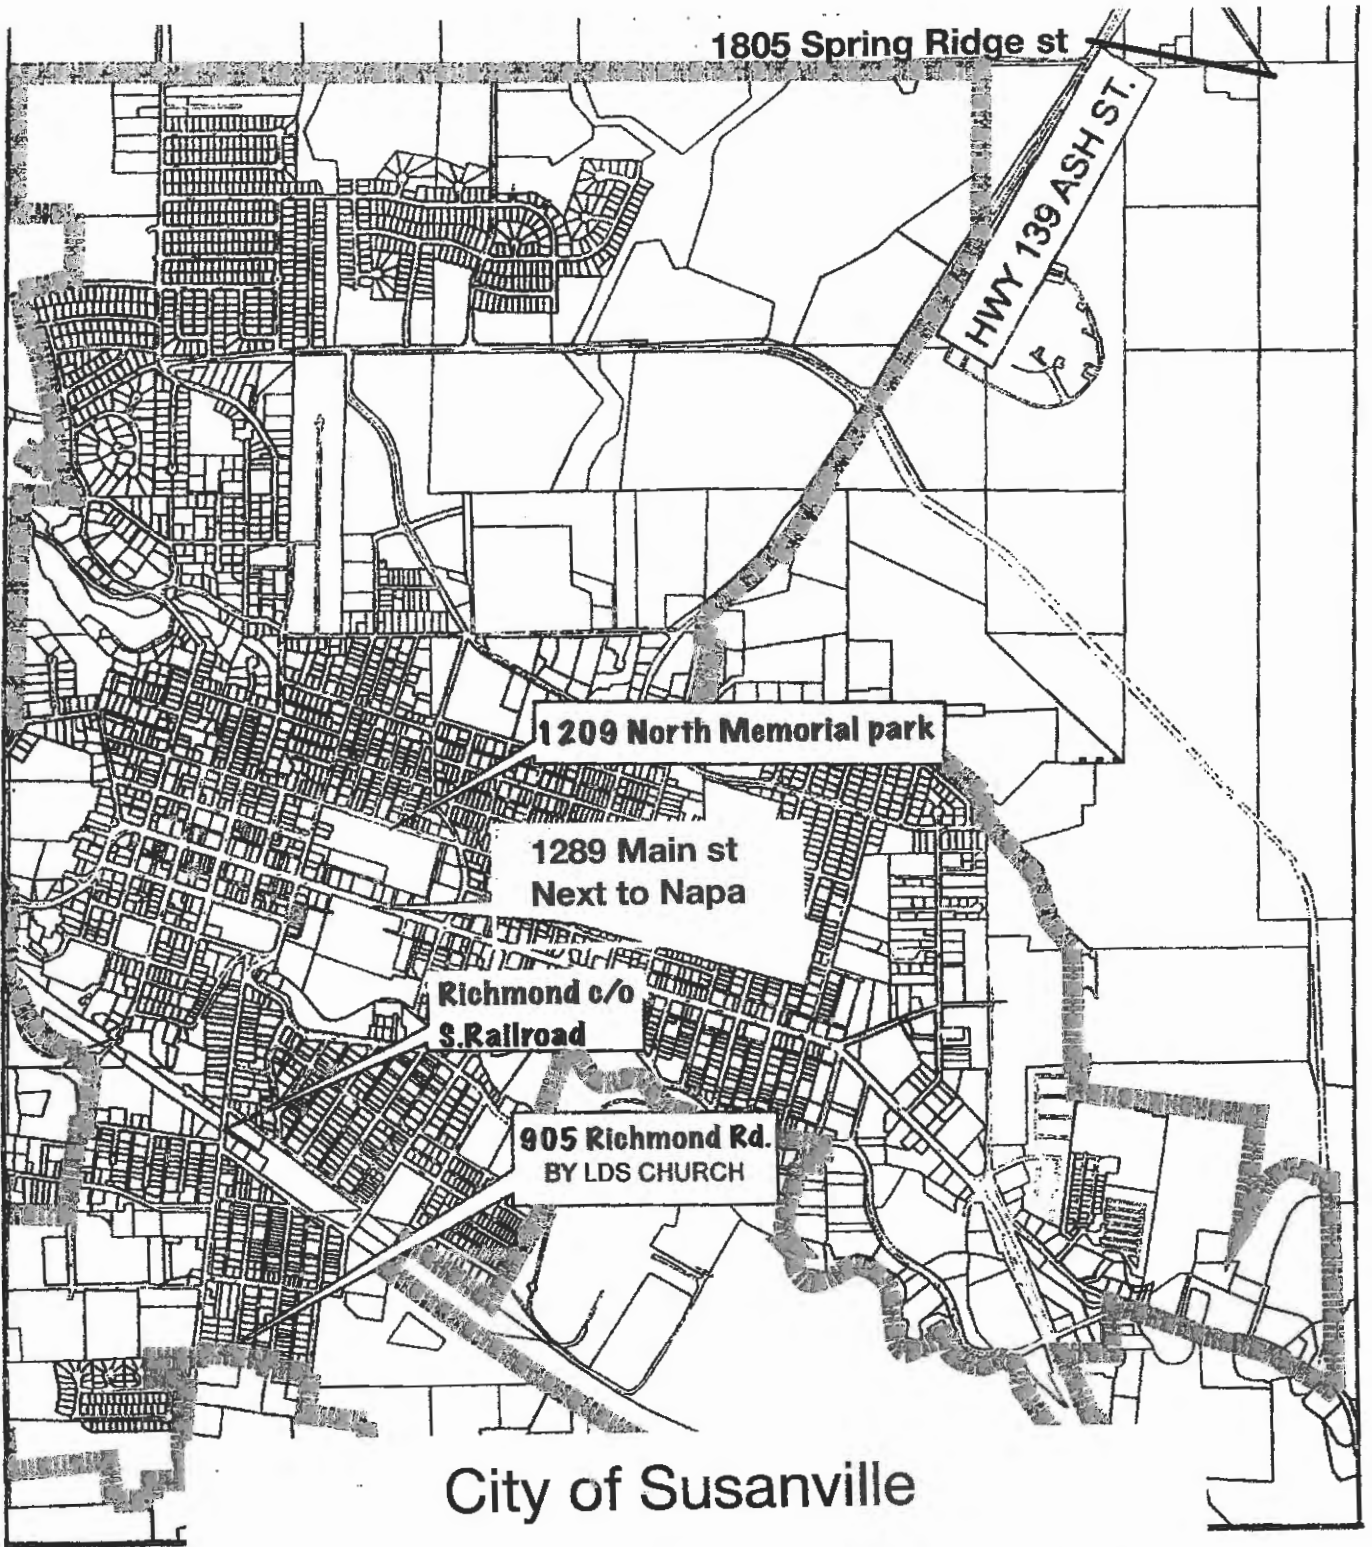 1805 Spring Ridge st
HWY 139 ASH ST.
1209 North Memorial park
1289 Main st
Next to Napa
Richmond c/o
S.Railroad
905 Richmond Rd.
BY LDS CHURCH
City of Susanville